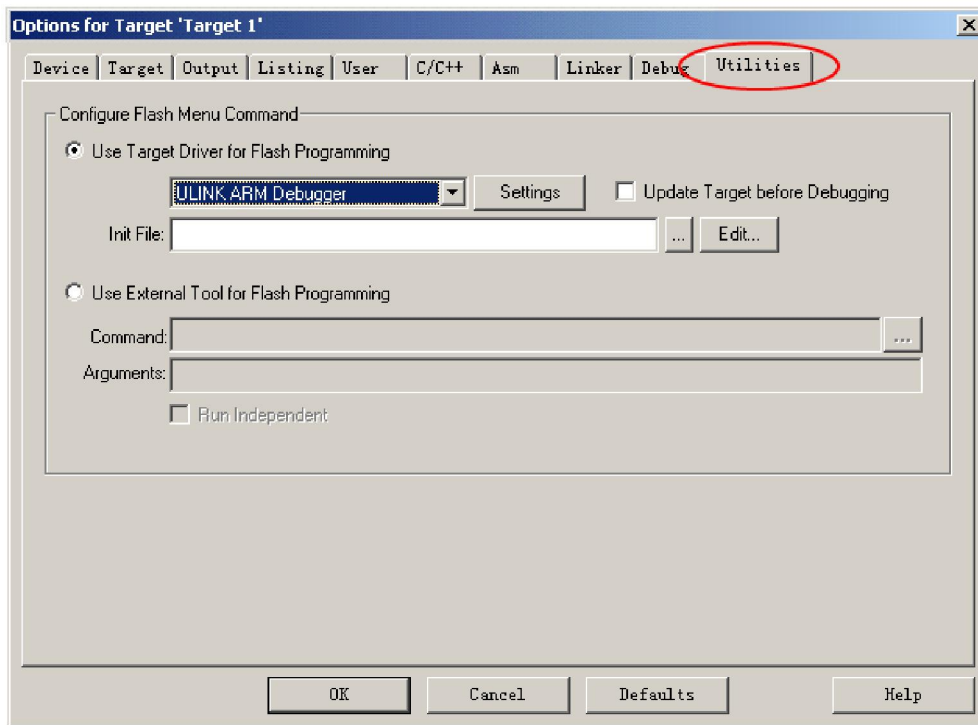 Options for Target 'Target 1'
Device Target Output Listing User C/C++ Asm Linker Debug Utilities
Configure Flash Menu Command
Use Target Driver for Flash Programming
ULINK ARM Debugger Settings Update Target before Debugging
Init File: ... Edit...
Use External Tool for Flash Programming
Command: ...
Arguments:
Run Independent
OK Cancel Defaults Help